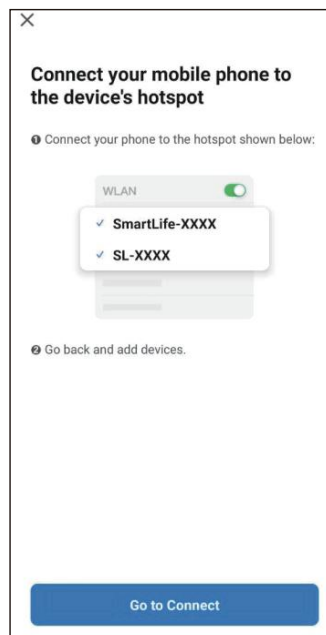 Connect your mobile phone to
the device's hotspot
❶ Connect your phone to the hotspot shown below:
WLAN
✓ SmartLife-XXXX
✓ SL-XXXX
❷ Go back and add devices.
Go to Connect